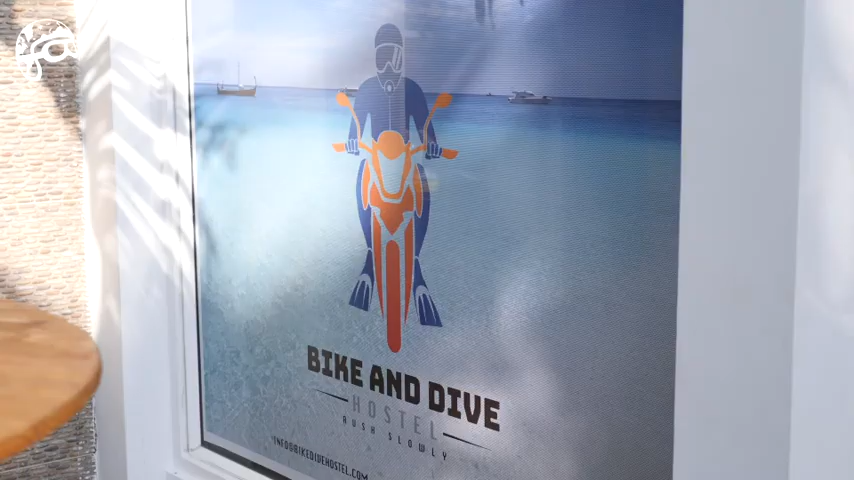 BIKE AND DIVE
HOSTEL
RUSH SLOWLY
INFO@BIKEDIVEHOSTEL.COM